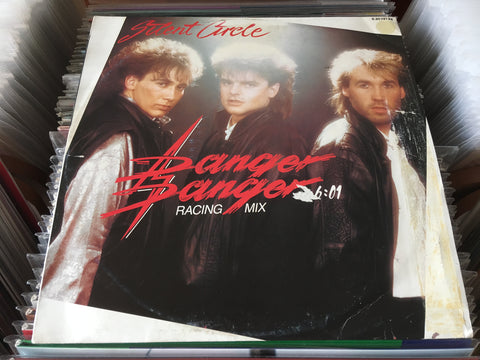 Silent Circle
Danger
Danger
6:01
RACING MIX